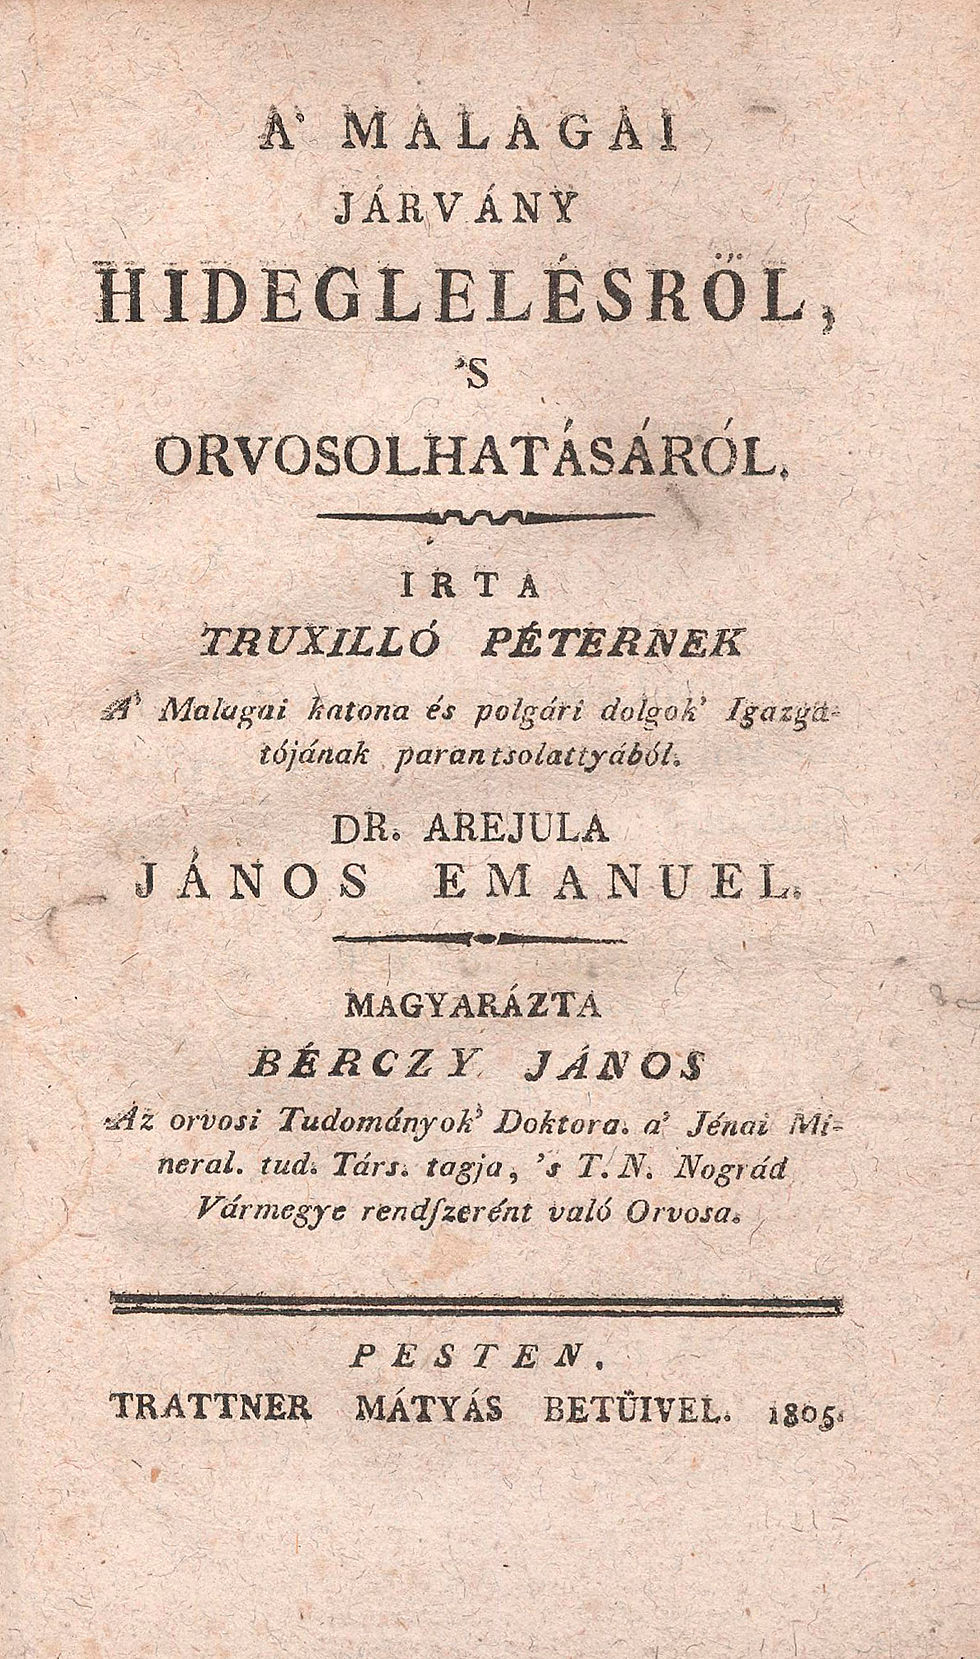 A' MALAGAI
JÁRVÁNY
HIDEGLELÉSRŐL,
'S
ORVOSOLHATÁSÁRÓL.
IRTA
TRUXILLÓ PÉTERNEK
A' Malagai katona és polgári dolgok' Igazga-
tójának parantsolattyából.
DR. AREJULA
JÁNOS EMANUEL.
MAGYARÁZTA
BÉRCZY JÁNOS
Az orvosi Tudományok' Doktora. a' Jénai Mi-
neral. tud. Társ. tagja, 's T. N. Nográd
Vármegye rendſzerént való Orvosa.
PESTEN.
TRATTNER MÁTYÁS BETŰIVEL. 1805.